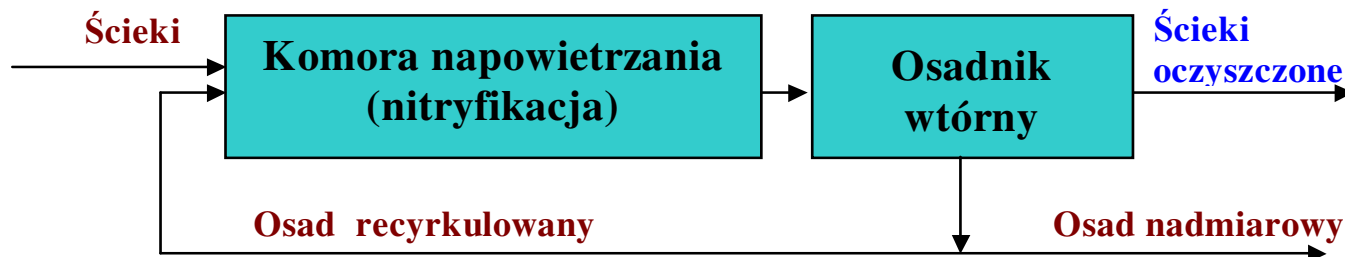 Ścieki
Komora napowietrzania
(nitryfikacja)
Osadnik
wtórny
Ścieki
oczyszczone
Osad recyrkulowany
Osad nadmiarowy